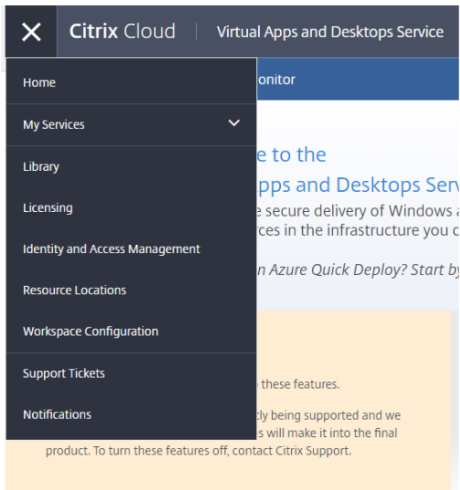 Citrix Cloud
Virtual Apps and Desktops Service
onitor
Home
My Services
Library
Licensing
Identity and Access Management
Resource Locations
Workspace Configuration
Support Tickets
Notifications
e to the
pps and Desktops Serv
e secure delivery of Windows a
rces in the infrastructure you c
n Azure Quick Deploy? Start by
these features.
tly being supported and we
s will make it into the final
product. To turn these features off, contact Citrix Support.